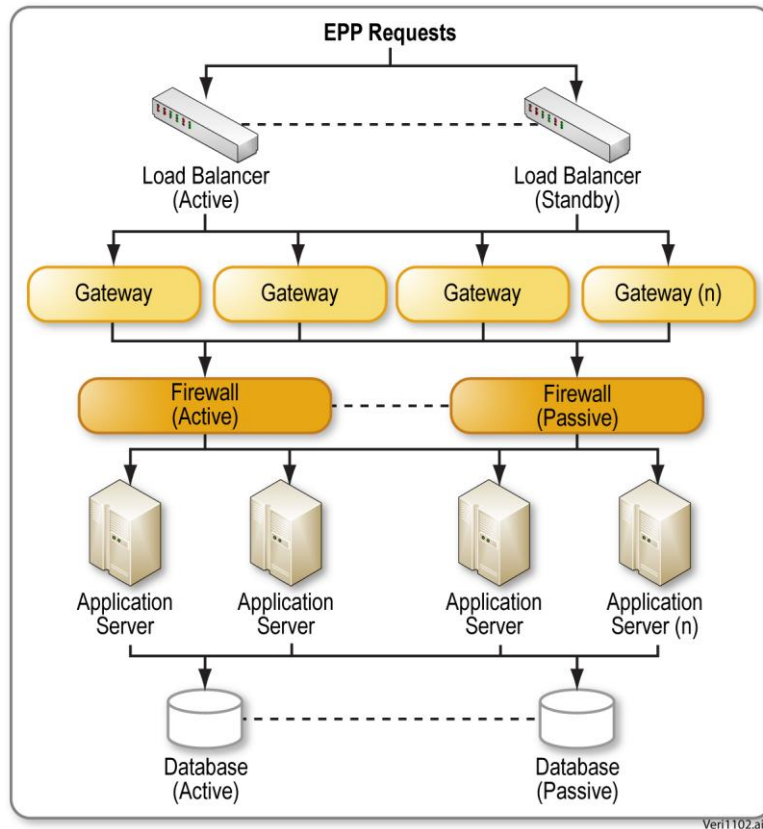 EPP Requests
Load Balancer
(Active)
Load Balancer
(Standby)
Gateway
Gateway
Gateway
Gateway (n)
Firewall
(Active)
Firewall
(Passive)
Application
Server
Application
Server
Application
Server
Application
Server (n)
Database
(Active)
Database
(Passive)
Veri1102.ai